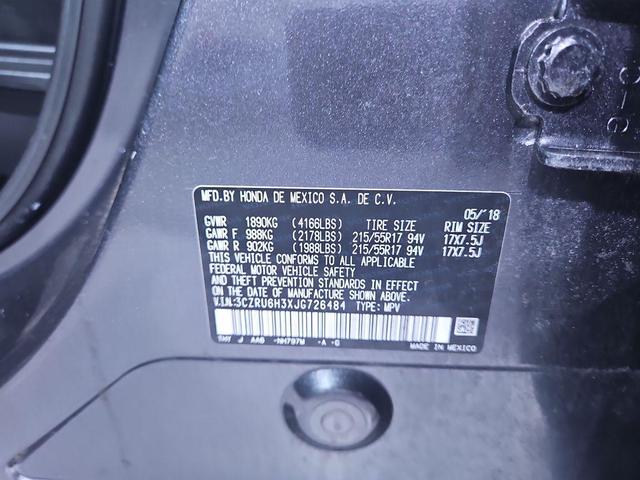 MFD.BY HONDA DE MEXICO S.A. DE C.V.
05/'18
GVWR 1890KG (4166LBS) TIRE SIZE RIM SIZE
GAWR F 988KG (2178LBS) 215/55R17 94V 17X7.5J
GAWR R 902KG (1988LBS) 215/55R17 94V 17X7.5J
THIS VEHICLE CONFORMS TO ALL APPLICABLE
FEDERAL MOTOR VEHICLE SAFETY
AND THEFT PREVENTION STANDARDS IN EFFECT
ON THE DATE OF MANUFACTURE SHOWN ABOVE.
V.I.N.:3CZRU6H3XJG726484 TYPE: MPV
J AA6 -NH797M -A -G
MADE IN MEXICO